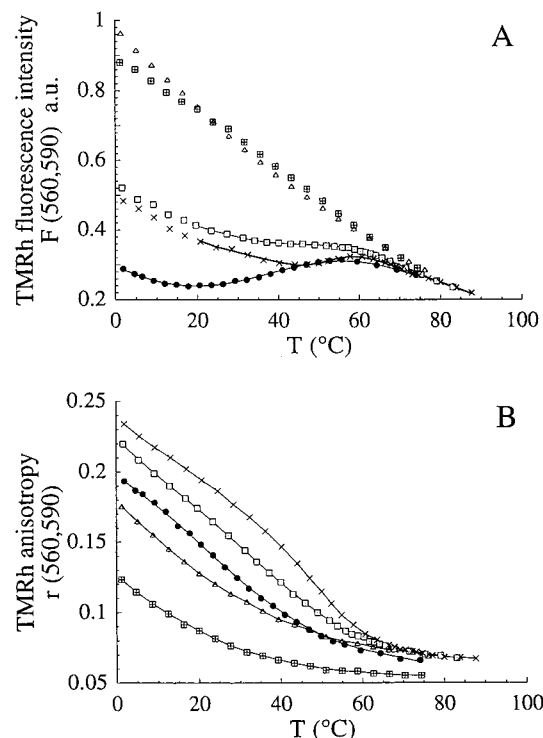 A
1
0.8
0.6
0.4
0.2
0 20 40 60 80 100
T (°C)
TMRh fluorescence intensity
F (560,590) a.u.
B
0.25
0.2
0.15
0.1
0.05
0 20 40 60 80 100
T (°C)
TMRh anisotropy
r (560,590)